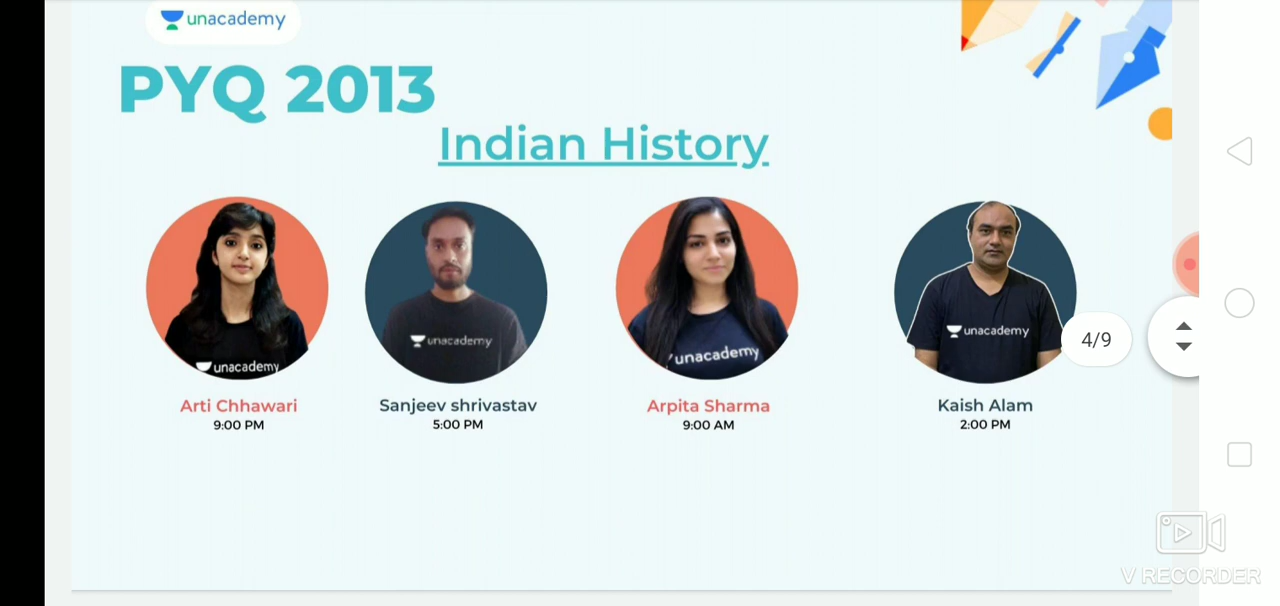 unacademy
PYQ 2013
Indian History
unacademy
unacademy
unacademy
unacademy
Arti Chhawari
9:00 PM
Sanjeev shrivastav
5:00 PM
Arpita Sharma
9:00 AM
Kaish Alam
2:00 PM
4/9
V RECORDER